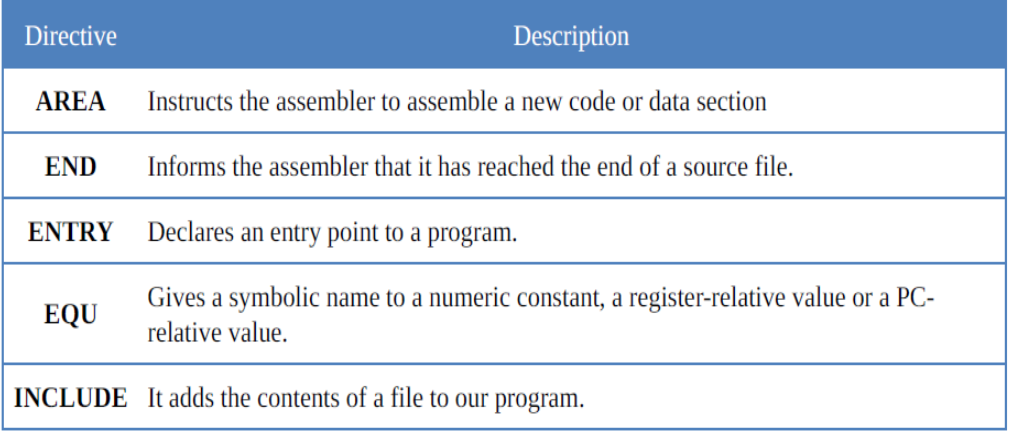 Directive Description
AREA Instructs the assembler to assemble a new code or data section
END Informs the assembler that it has reached the end of a source file.
ENTRY Declares an entry point to a program.
EQU Gives a symbolic name to a numeric constant, a register-relative value or a PC-
relative value.
INCLUDE It adds the contents of a file to our program.